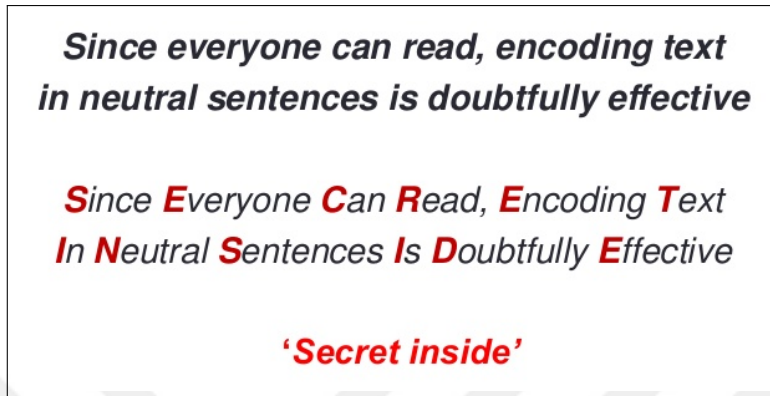 Since everyone can read, encoding text
in neutral sentences is doubtfully effective
Since Everyone Can Read, Encoding Text
In Neutral Sentences Is Doubtfully Effective
‘Secret inside’